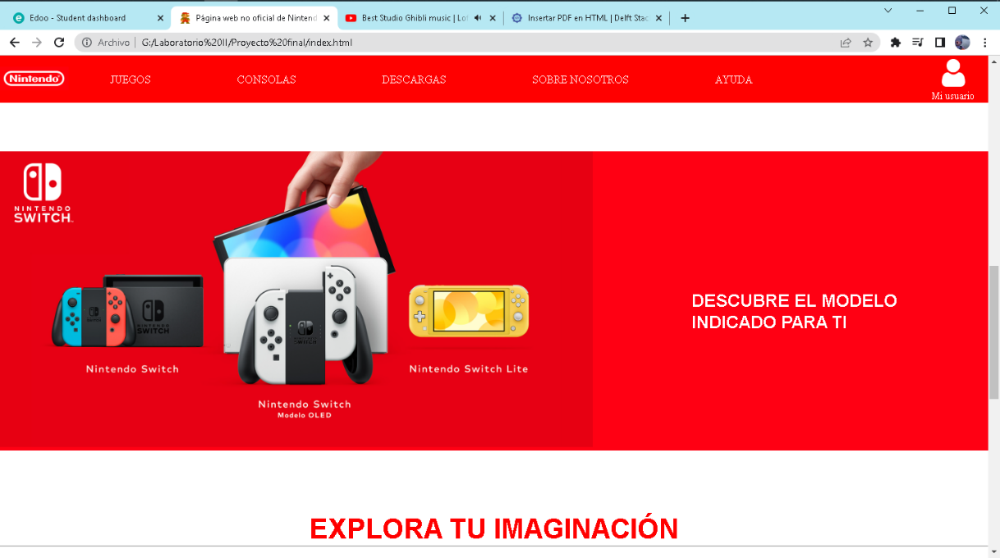 Edoo - Student dashboard
Página web no oficial de Nintend
Best Studio Ghibli music | Lof
Insertar PDF en HTML | Delft Stac
Archivo
G:/Laboratorio%20II/Proyecto%20final/index.html
Nintendo
JUEGOS
CONSOLAS
DESCARGAS
SOBRE NOSOTROS
AYUDA
Mi usuario
NINTENDO
SWITCH
DESCUBRE EL MODELO
INDICADO PARA TI
Nintendo Switch
Nintendo Switch Lite
Nintendo Switch
Modelo OLED
EXPLORA TU IMAGINACIÓN